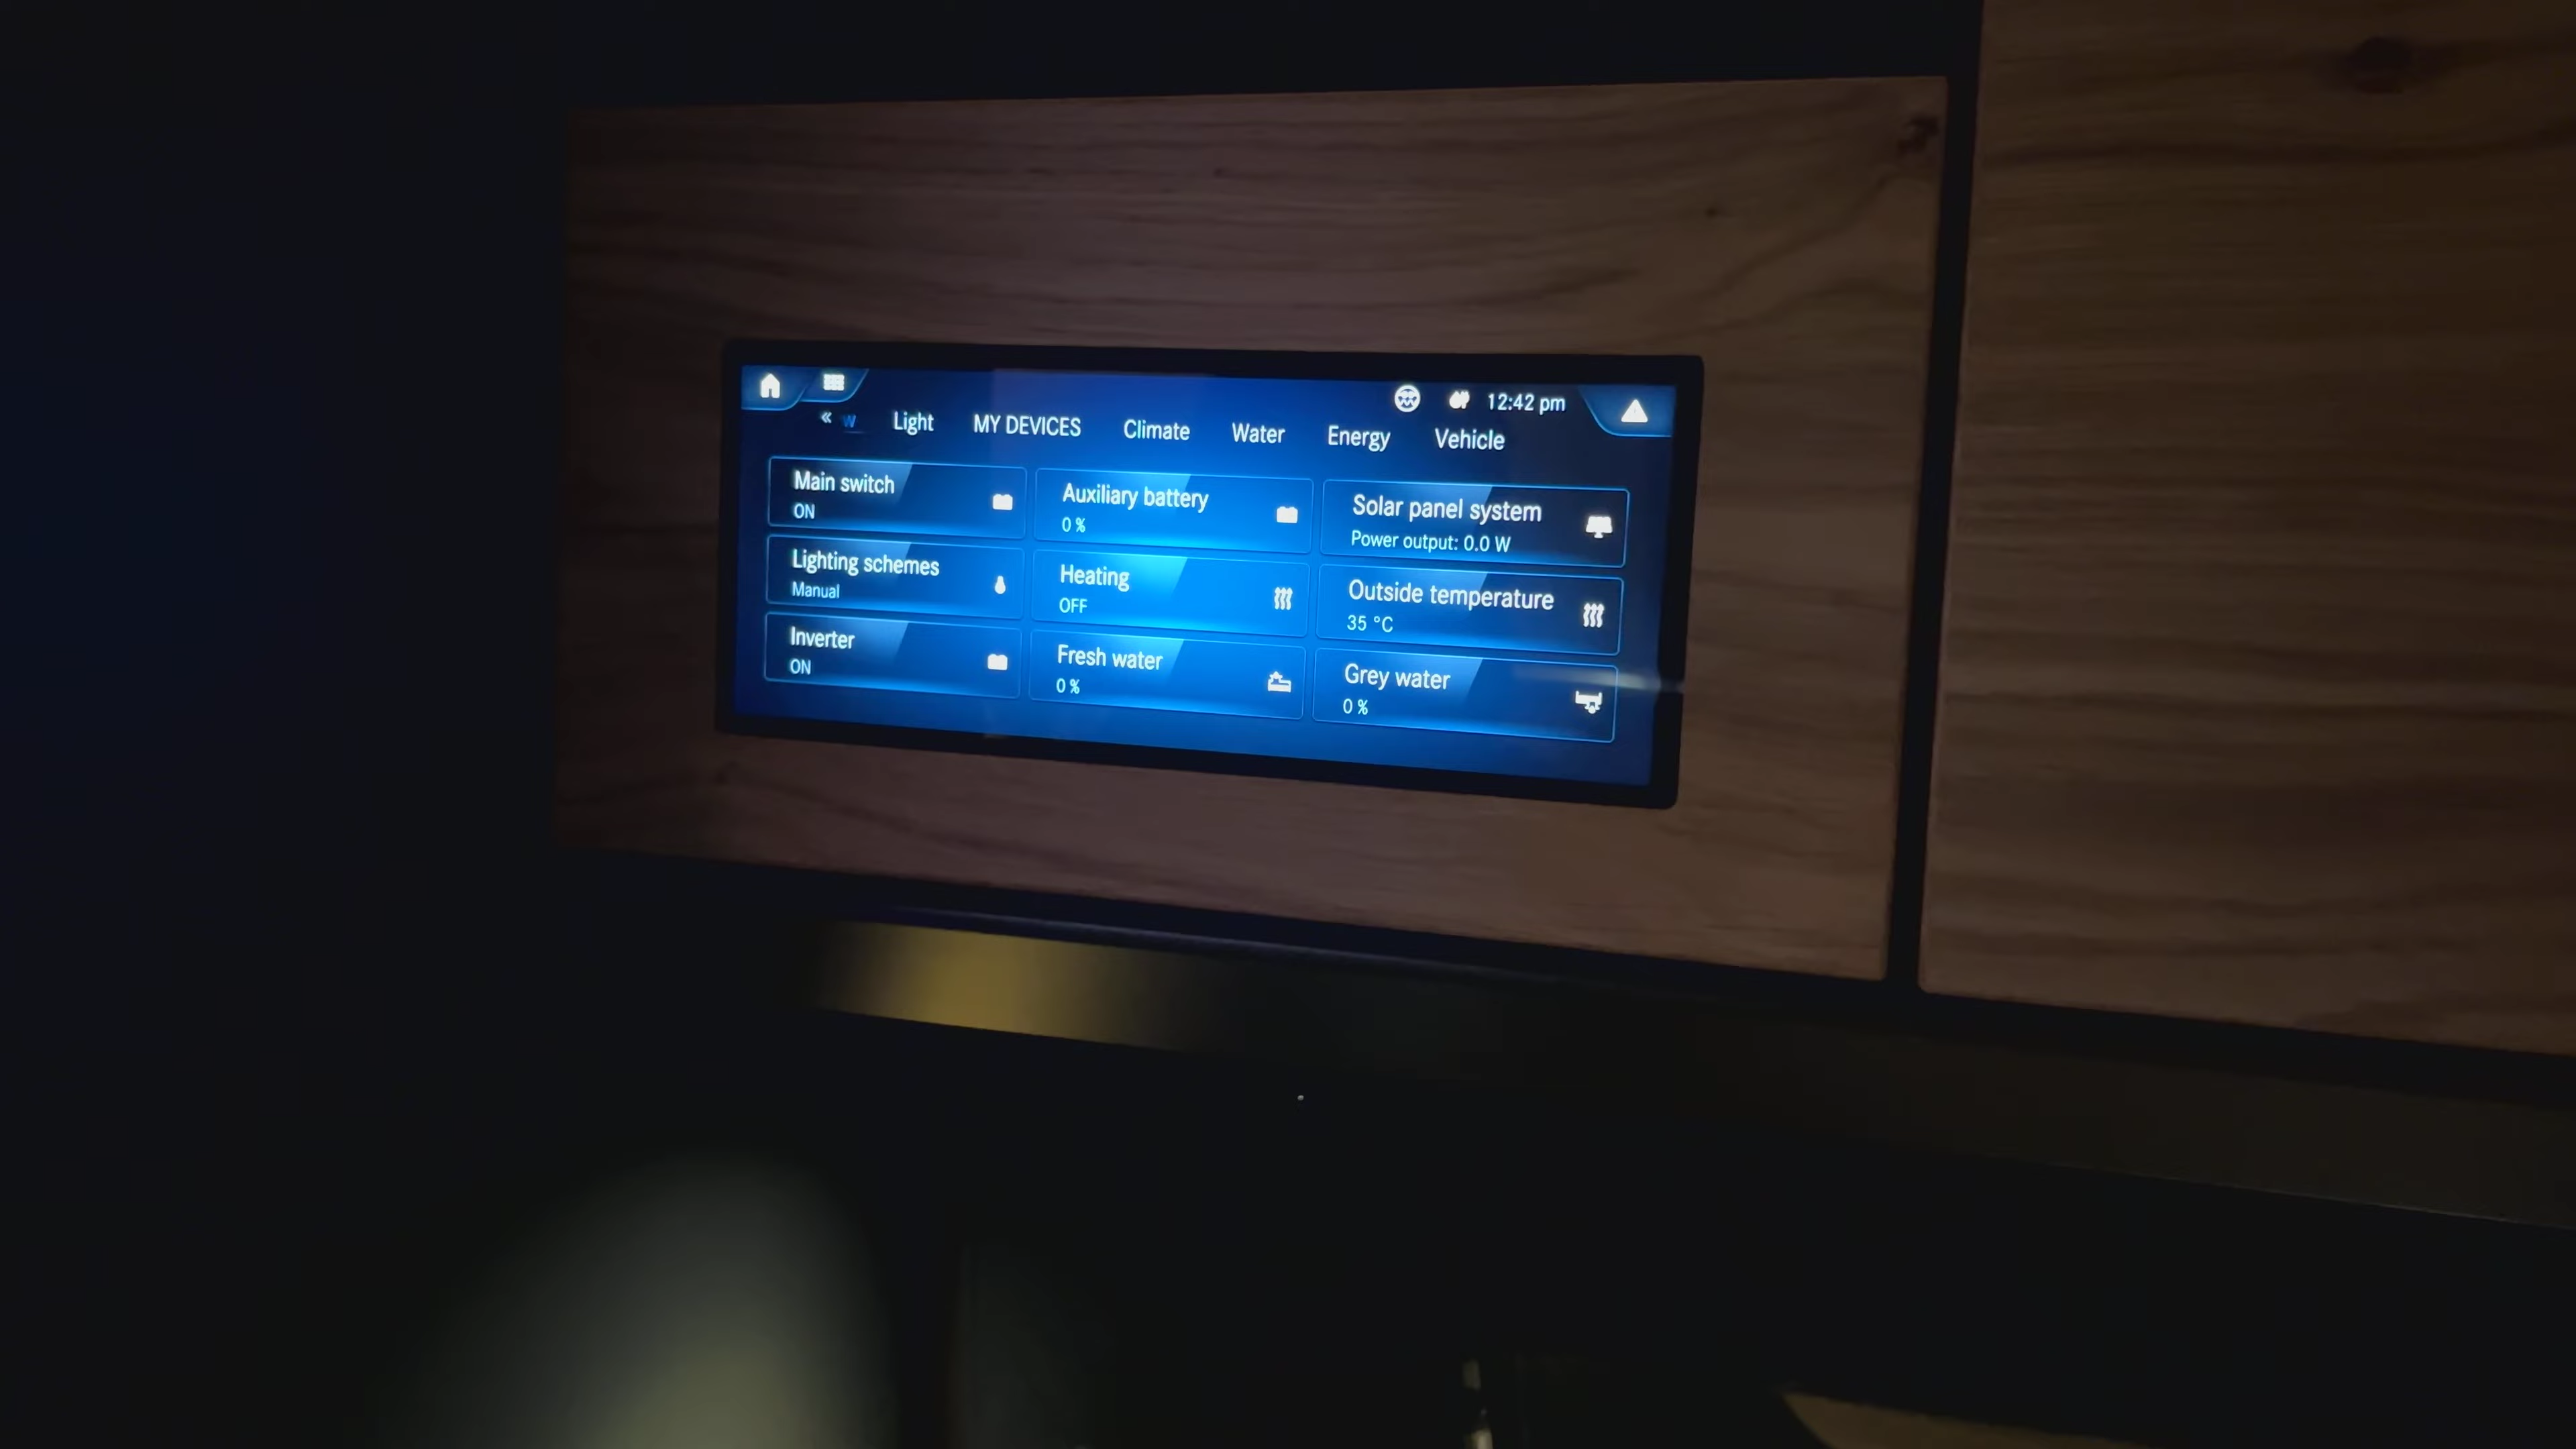 12:42 pm
« W Light MY DEVICES Climate Water Energy Vehicle
Main switch
ON
Auxiliary battery
0 %
Solar panel system
Power output: 0.0 W
Lighting schemes
Manual
Heating
OFF
Outside temperature
35 °C
Inverter
ON
Fresh water
0 %
Grey water
0 %